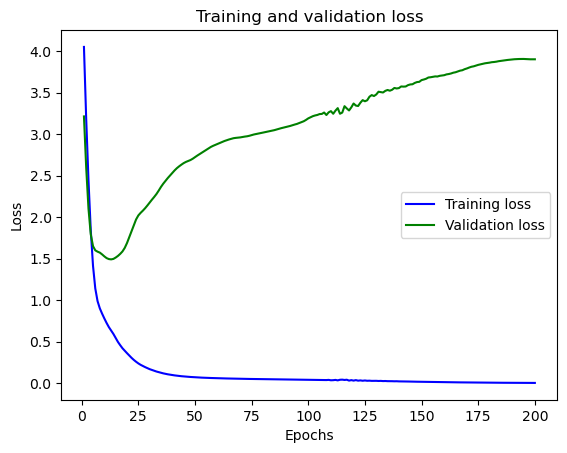 Training and validation loss
4.0
3.5
3.0
2.5
2.0
1.5
1.0
0.5
0.0
Loss
Training loss
Validation loss
0 25 50 75 100 125 150 175 200
Epochs